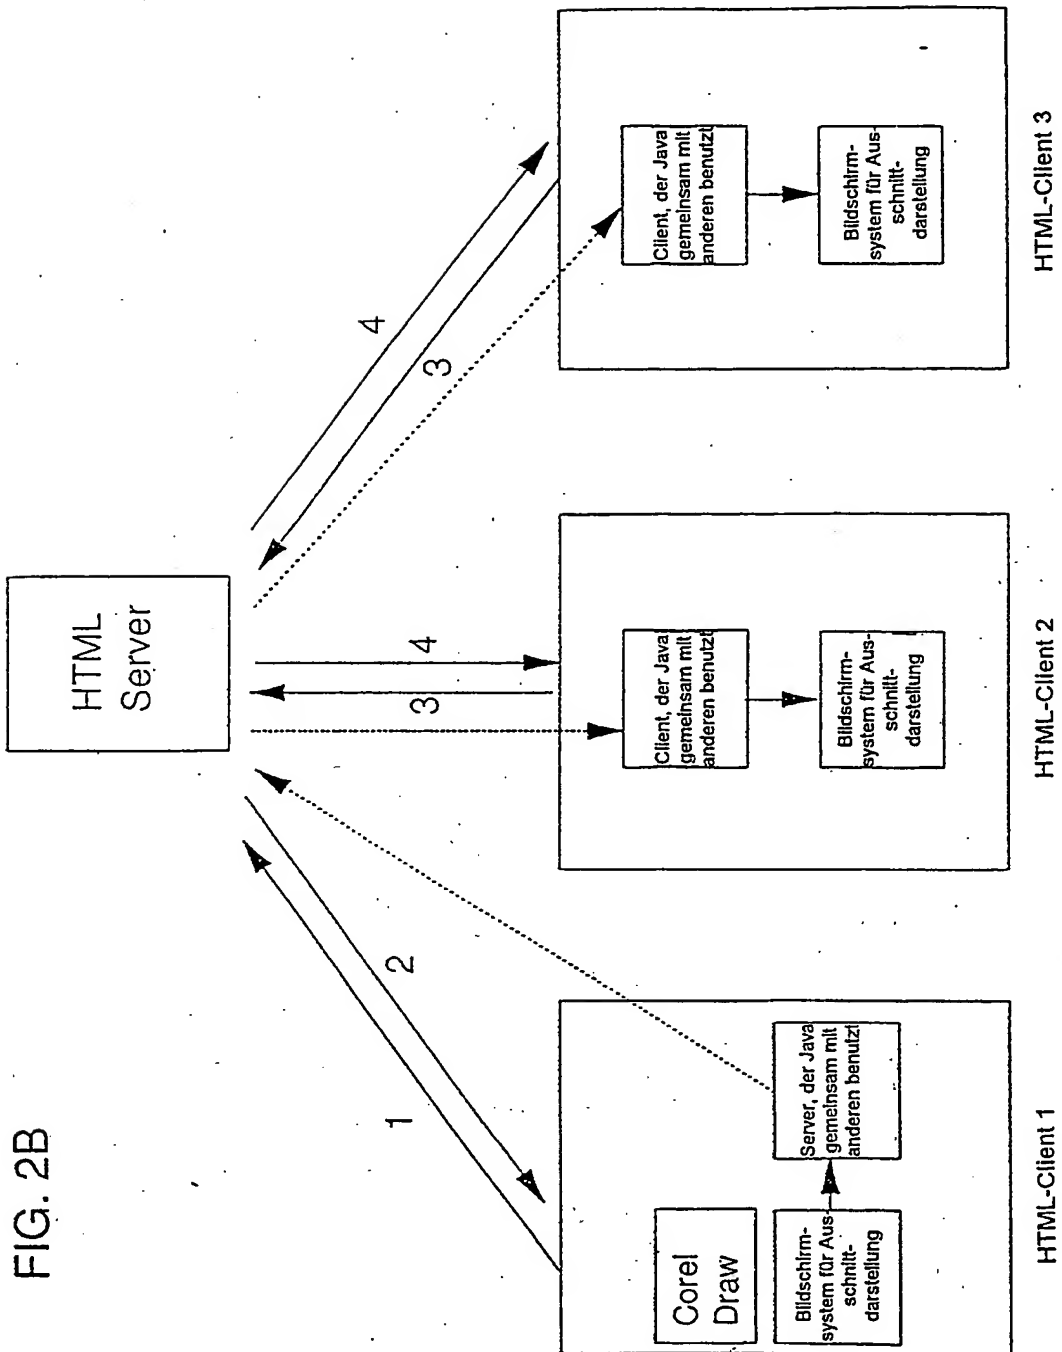 FIG. 2B
HTML
Server
1
2
3
4
3
4
Corel
Draw
Bildschirm-
system für Aus-
schnitt-
darstellung
Server, der Java
gemeinsam mit
anderen benutzt
HTML-Client 1
Client, der Java
gemeinsam mit
anderen benutzt
Bildschirm-
system für Aus-
schnitt-
darstellung
HTML-Client 2
Client, der Java
gemeinsam mit
anderen benutzt
Bildschirm-
system für Aus-
schnitt-
darstellung
HTML-Client 3